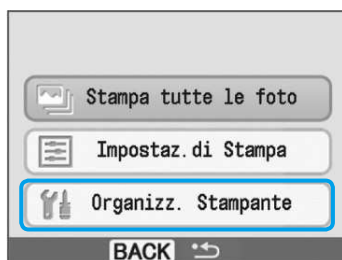 Stampa tutte le foto
Impostaz.di Stampa
Organizz. Stampante
BACK